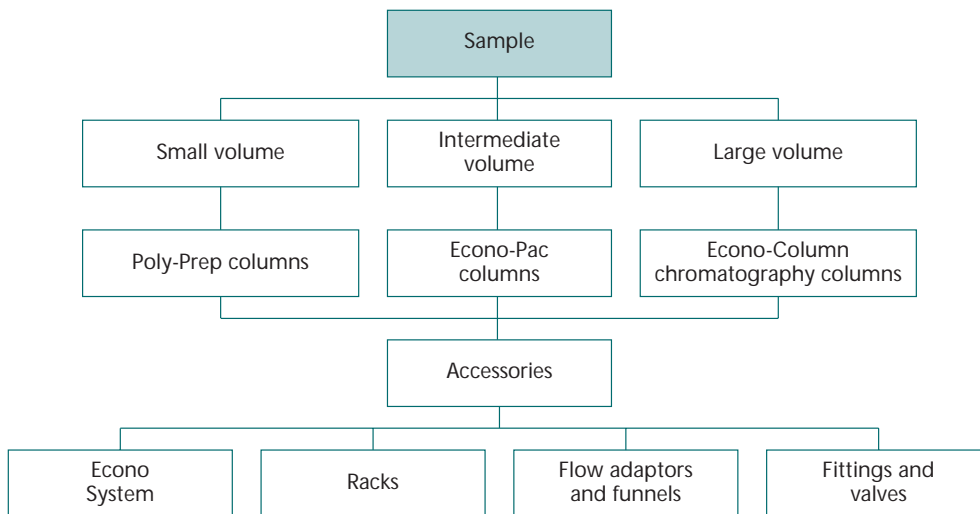 Sample
Small volume
Intermediate
volume
Large volume
Poly-Prep columns
Econo-Pac
columns
Econo-Column
chromatography columns
Accessories
Econo
System
Racks
Flow adaptors
and funnels
Fittings and
valves